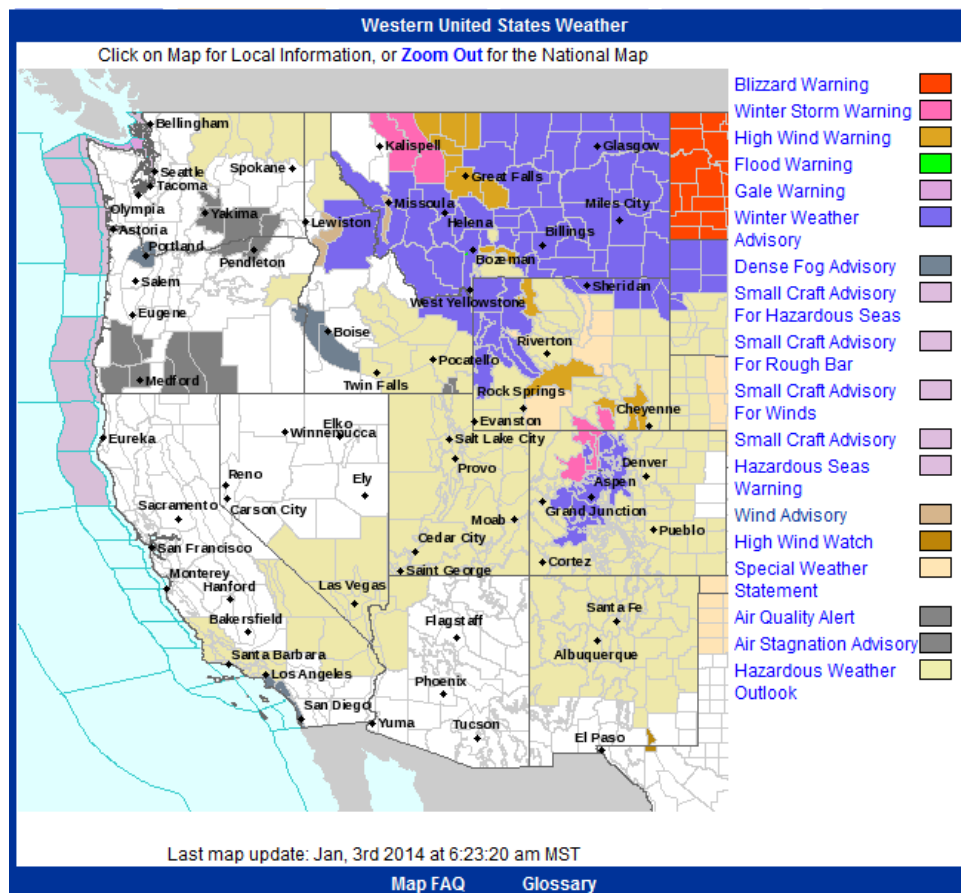 Western United States Weather
Click on Map for Local Information, or Zoom Out for the National Map
Bellingham
Seattle
Tacoma
Olympia
Astoria
Portland
Salem
Eugene
Medford
Spokane
Yakima
Pendleton
Lewiston
Kalispell
Great Falls
Missoula
Helena
Bozeman
Glasgow
Miles City
Billings
West Yellowstone
Sheridan
Boise
Pocatello
Twin Falls
Riverton
Rock Springs
Cheyenne
Evanston
Eureka
Elko
Winnemucca
Reno
Ely
Carson City
Sacramento
San Francisco
Monterey
Hanford
Bakersfield
Las Vegas
Santa Barbara
Los Angeles
San Diego
Salt Lake City
Provo
Moab
Cedar City
Saint George
Denver
Aspen
Grand Junction
Pueblo
Cortez
Flagstaff
Phoenix
Tucson
Yuma
Santa Fe
Albuquerque
El Paso
Blizzard Warning
Winter Storm Warning
High Wind Warning
Flood Warning
Gale Warning
Winter Weather
Advisory
Dense Fog Advisory
Small Craft Advisory
For Hazardous Seas
Small Craft Advisory
For Rough Bar
Small Craft Advisory
For Winds
Small Craft Advisory
Hazardous Seas
Warning
Wind Advisory
High Wind Watch
Special Weather
Statement
Air Quality Alert
Air Stagnation Advisory
Hazardous Weather
Outlook
Last map update: Jan, 3rd 2014 at 6:23:20 am MST
Map FAQ Glossary